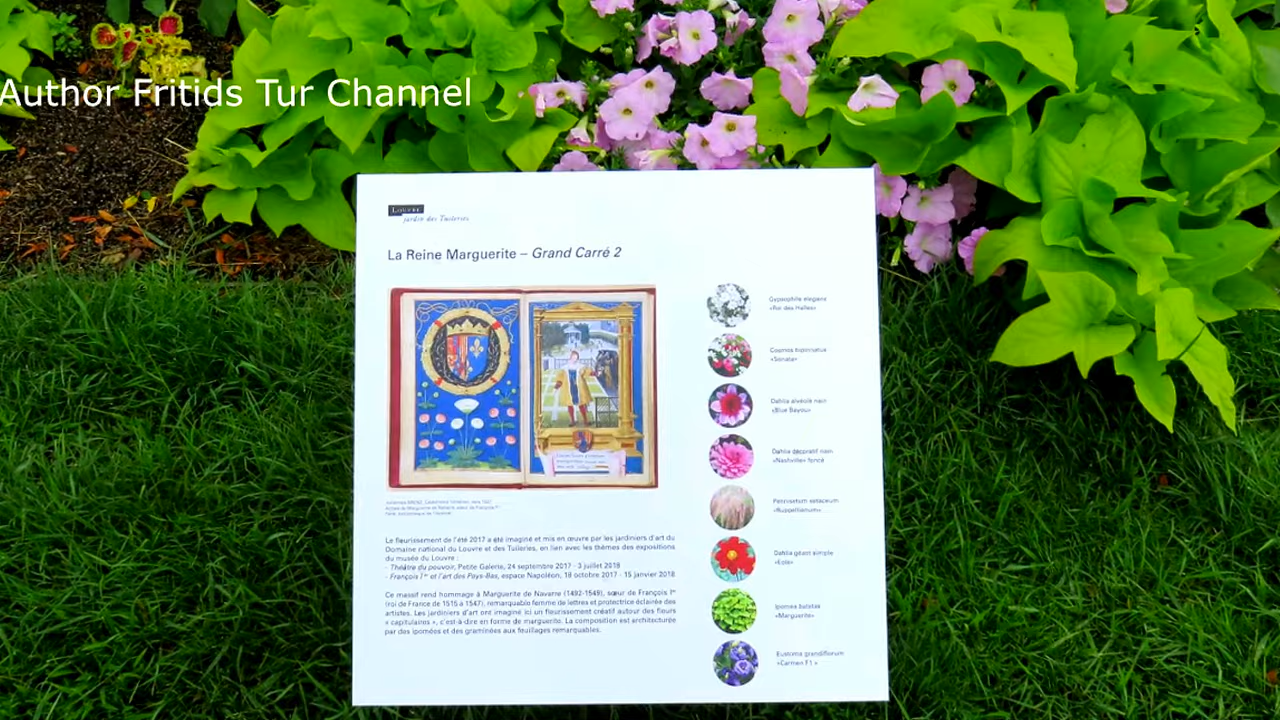 Author Fritids Tur Channel
LOUVRE
jardin des Tuileries
La Reine Marguerite – Grand Carré 2
Gypsophila elegans
«Roi des Halles»
Cosmos bipinnatus
«Sonata»
Dahlia alvéole nain
«Blue Bayou»
Dahlia décoratif nain
«Nashville» foncé
Pennisetum setaceum
«Rueppellianum»
Dahlia géant simple
«Eole»
Ipomea batatas
«Marguerite»
Eustoma grandiflorum
«Carmen F1 »
Le fleurissement de l'été 2017 a été imaginé et mis en œuvre par les jardiniers d'art du
Domaine national du Louvre et des Tuileries, en lien avec les thèmes des expositions
du musée du Louvre :
- Théâtre du pouvoir, Petite Galerie, 24 septembre 2017 - 3 juillet 2018
- François Iᵉʳ et l'art des Pays-Bas, espace Napoléon, 18 octobre 2017 - 15 janvier 2018
Ce massif rend hommage à Marguerite de Navarre (1492-1549), sœur de François Iᵉʳ
(roi de France de 1515 à 1547), remarquable femme de lettres et protectrice éclairée des
artistes. Les jardiniers d'art ont imaginé ici un fleurissement créatif autour des fleurs
« capitulaires », c'est-à-dire en forme de marguerite. La composition est architecturée
par des ipomées et des graminées aux feuillages remarquables.